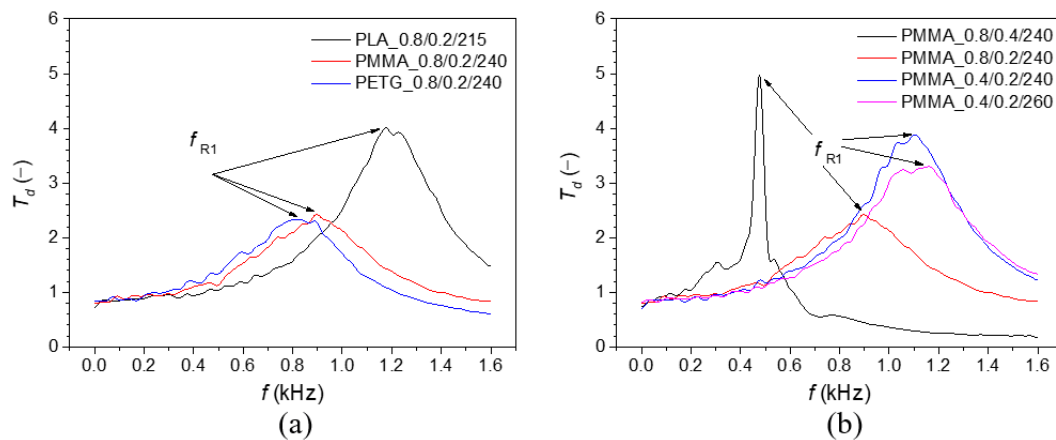 6
5
4
3
2
1
0
T_d (−)
PLA_0.8/0.2/215
PMMA_0.8/0.2/240
PETG_0.8/0.2/240
f R1
0.0 0.2 0.4 0.6 0.8 1.0 1.2 1.4 1.6
f (kHz)
(a)
6
5
4
3
2
1
0
T_d (−)
PMMA_0.8/0.4/240
PMMA_0.8/0.2/240
PMMA_0.4/0.2/240
PMMA_0.4/0.2/260
f R1
0.0 0.2 0.4 0.6 0.8 1.0 1.2 1.4 1.6
f (kHz)
(b)